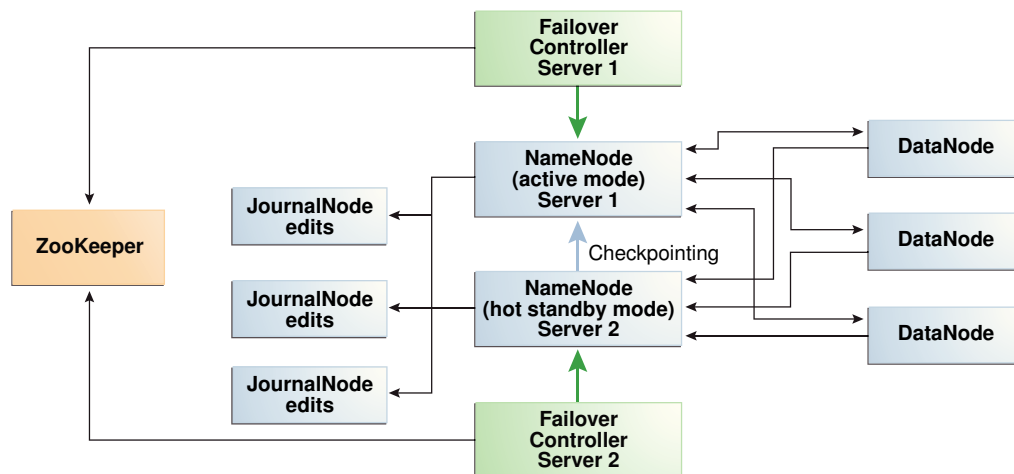 Failover
Controller
Server 1
NameNode
(active mode)
Server 1
DataNode
JournalNode
edits
ZooKeeper
DataNode
Checkpointing
NameNode
(hot standby mode)
Server 2
JournalNode
edits
DataNode
JournalNode
edits
Failover
Controller
Server 2